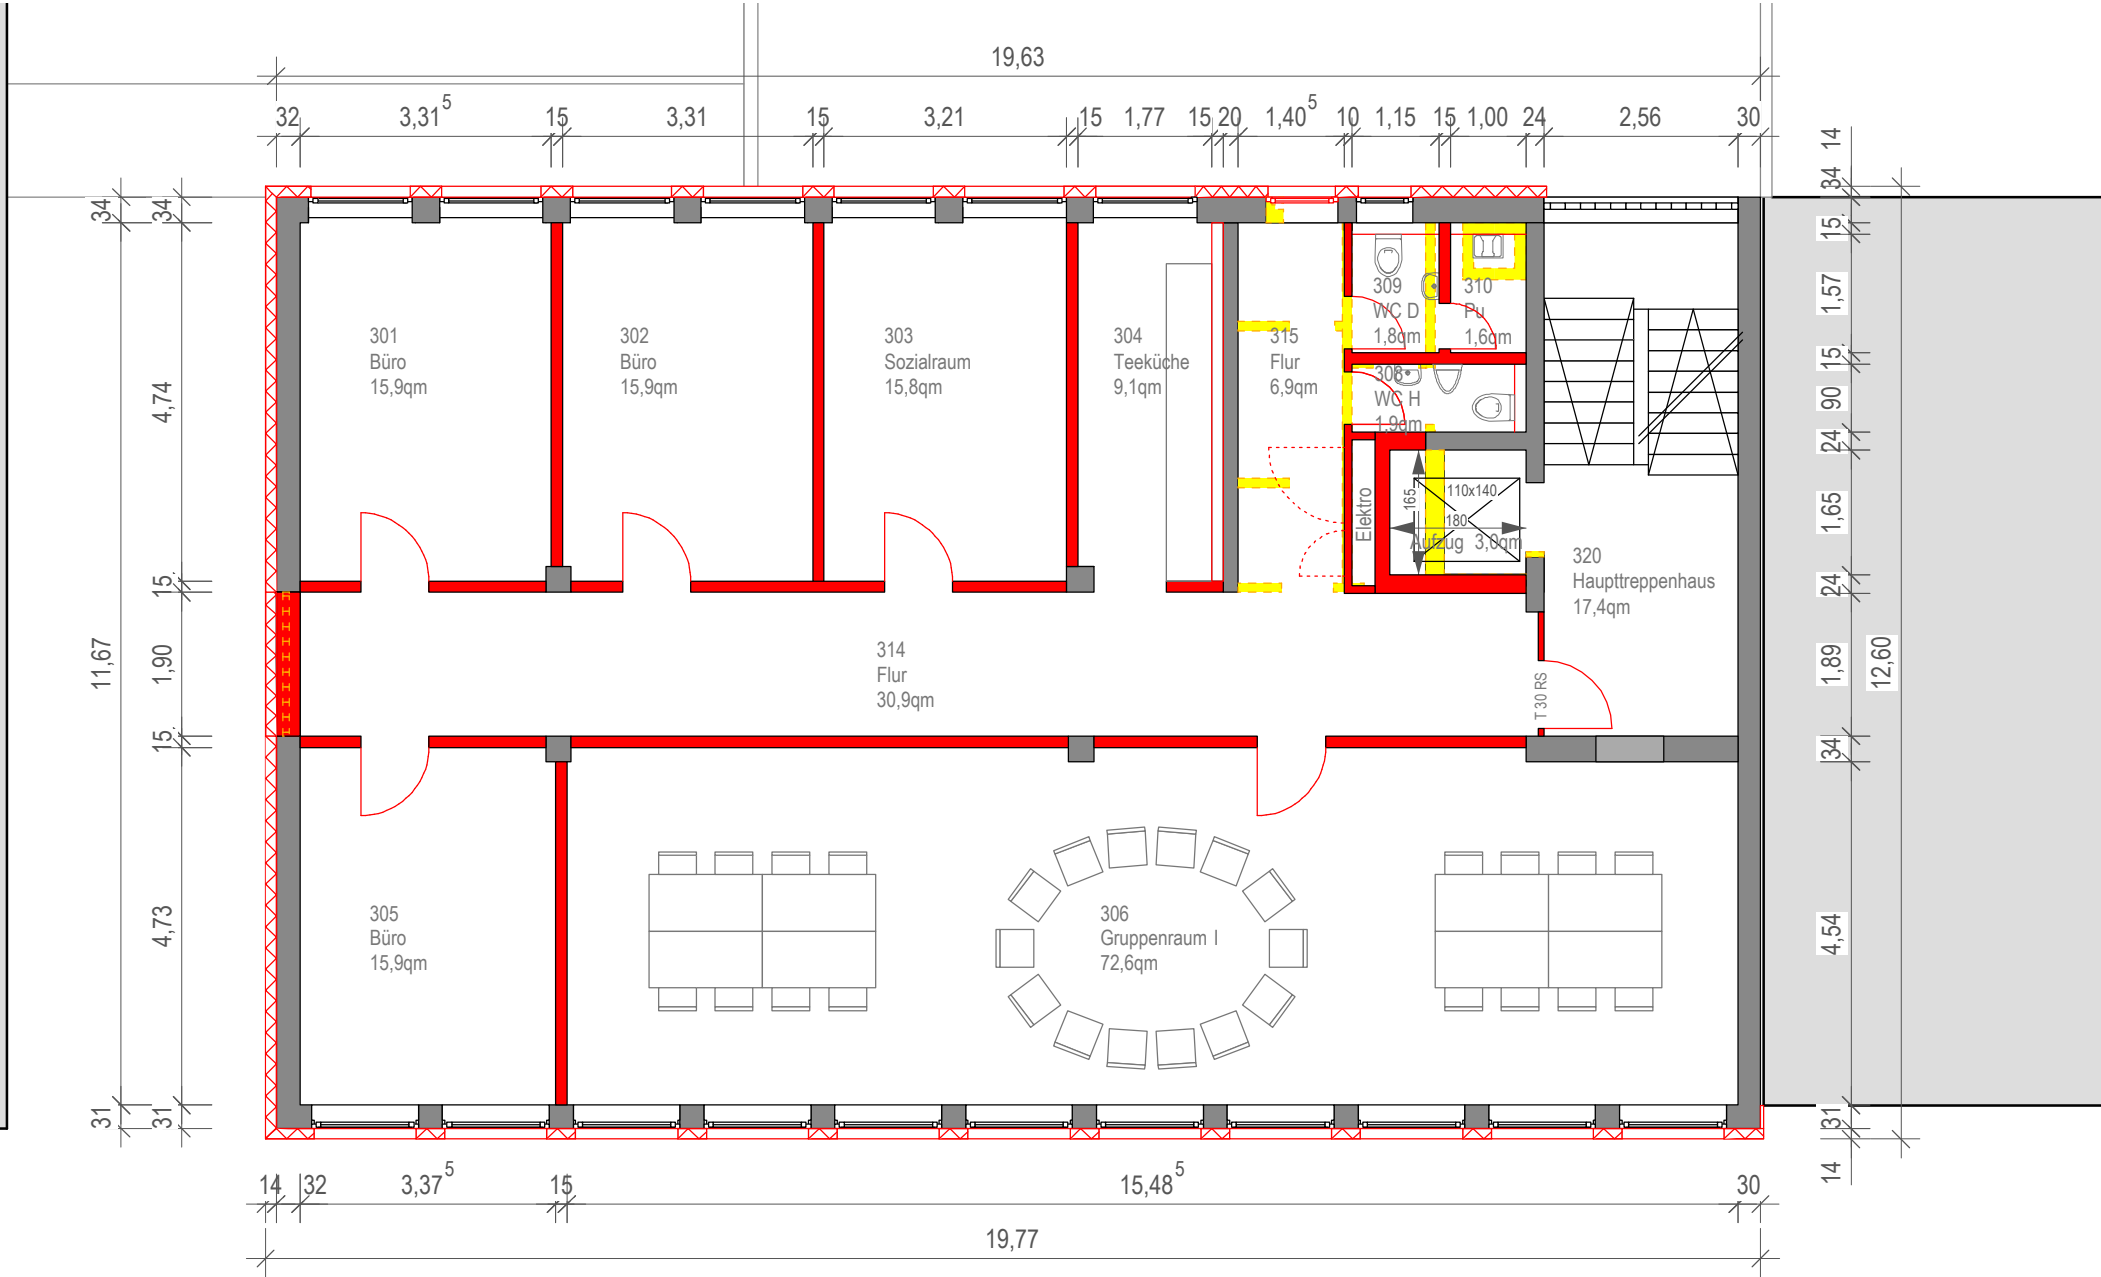 19,63
32 3,31⁵ 15 3,31 15 3,21 15 1,77 15 20 1,40⁵ 10 1,15 15 1,00 24 2,56 30
14
34
15
1,57
15
90
24
1,65
24
1,89
34
4,54
31
14
12,60
34
11,67
31
34
4,74
15
1,90
15
4,73
31
301
Büro
15,9qm
302
Büro
15,9qm
303
Sozialraum
15,8qm
304
Teeküche
9,1qm
315
Flur
6,9qm
309
WC D
1,8qm
310
Pu
1,6qm
308
WC H
1.9qm
Elektro
165
110x140
180
Aufzug 3,0qm
320
Haupttreppenhaus
17,4qm
314
Flur
30,9qm
T30 RS
305
Büro
15,9qm
306
Gruppenraum I
72,6qm
14 32 3,37⁵ 15 15,48⁵ 30
19,77